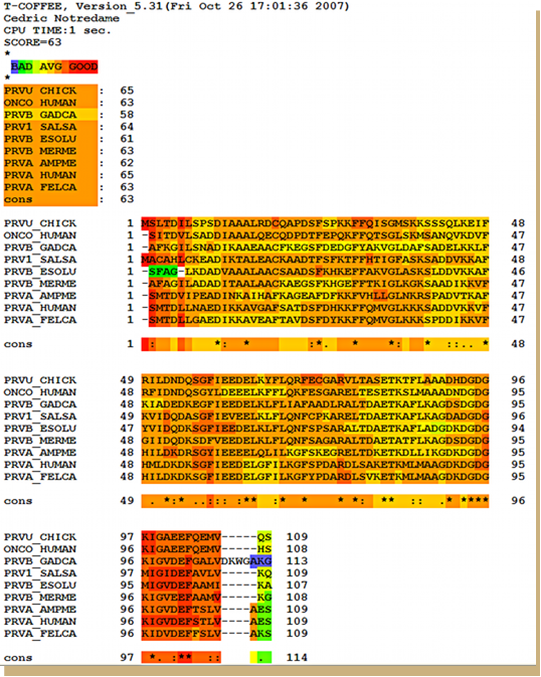 T-COFFEE, Version_5.31(Fri Oct 26 17:01:36 2007)
Cedric Notredame
CPU TIME:1 sec.
SCORE=63
*
BAD AVG GOOD
*
PRVU_CHICK : 65
ONCO_HUMAN : 63
PRVB_GADCA : 58
PRV1_SALSA : 64
PRVB_ESOLU : 61
PRVB_MERME : 63
PRVA_AMPME : 62
PRVA_HUMAN : 65
PRVA_FELCA : 63
cons : 63
PRVU_CHICK 1 MSLTDILSPSDIAAALRDCQAPDSFSPKKFFQISGMSKKSSSQLKEIF 48
ONCO_HUMAN 1 -SITDVLSADDIAAALQECQDPDTFEPQKFFQTSGLSKMSANQVKDVF 47
PRVB_GADCA 1 -AFKGILSNADIKAAEAACFKEGSFDEDGFYAKVGLDAFSADELKKLF 47
PRV1_SALSA 1 MACAHLCKEADIKTALEACKAADTFSFKTFFHTIGFASKSADDVKKAF 48
PRVB_ESOLU 1 -SFAG-LKDADVAAALAACSAADSFKHKEFFAKVGLASKSLDDVKKAF 46
PRVB_MERME 1 -AFAGILADADITAALAACKAEGSFKHGEFFTKIGLKGKSAADIKKVF 47
PRVA_AMPME 1 -SMTDVIPEADINKAIHAFKAGEAFDFKKFVHLLGLNKRSPADVTKAF 47
PRVA_HUMAN 1 -SMTDLLNAEDIKKAVGAFSATDSFDHKKFFQMVGLKKKSADDVKKVF 47
PRVA_FELCA 1 -SMTDLLGAEDIKKAVEAFTAVDSFDYKKFFQMVGLKKKSPDDIKKVF 47
cons 1 48
PRVU_CHICK 49 RILDNDQSGFIEEDELKYFLQRFECGARVLTASETKTFLAAADHDGDG 96
ONCO_HUMAN 48 RFIDNDQSGYLDEEELKFFLQKFESGARELTESETKSLMAAADNDGDG 95
PRVB_GADCA 48 KIADEDKEGFIEEDELKLFLIAFAADLRALTDAETKAFLKAGDSDGDG 95
PRV1_SALSA 49 KVIDQDASGFIEVEELKLFLQNFCPKARELTDAETKAFLKAGDADGDG 96
PRVB_ESOLU 47 YVIDQDKSGFIEEDELKLFLQNFSPSARALTDAETKAFLADGDKDGDG 94
PRVB_MERME 48 GIIDQDKSDFVEEDELKLFLQNFSAGARALTDAETATFLKAGDSDGDG 95
PRVA_AMPME 48 HILDKDRSGYIEEEELQLILKGFSKEGRELTDKETKDLLIKGDKDGDG 95
PRVA_HUMAN 48 HMLDKDKSGFIEEDELGFILKGFSPDARDLSAKETKMLMAAGDKDGDG 95
PRVA_FELCA 48 HILDKDKSGFIEEDELGFILKGFYPDARDLSVKETKMLMAAGDKDGDG 95
cons 49 96
PRVU_CHICK 97 KIGAEEFQEMV-----QS 109
ONCO_HUMAN 96 KIGAEEFQEMV-----HS 108
PRVB_GADCA 96 KIGVDEFGALVDKWGAKG 113
PRV1_SALSA 97 MIGIDEFAVLV-----KQ 109
PRVB_ESOLU 95 MIGVDEFAAMI-----KA 107
PRVB_MERME 96 KIGVEEFAAMV-----KG 108
PRVA_AMPME 96 KIGVDEFTSLV----AES 109
PRVA_HUMAN 96 KIGVDEFSTLV----AES 109
PRVA_FELCA 96 KIDVDEFFSLV----AKS 109
cons 97 *. :**  :: . 114